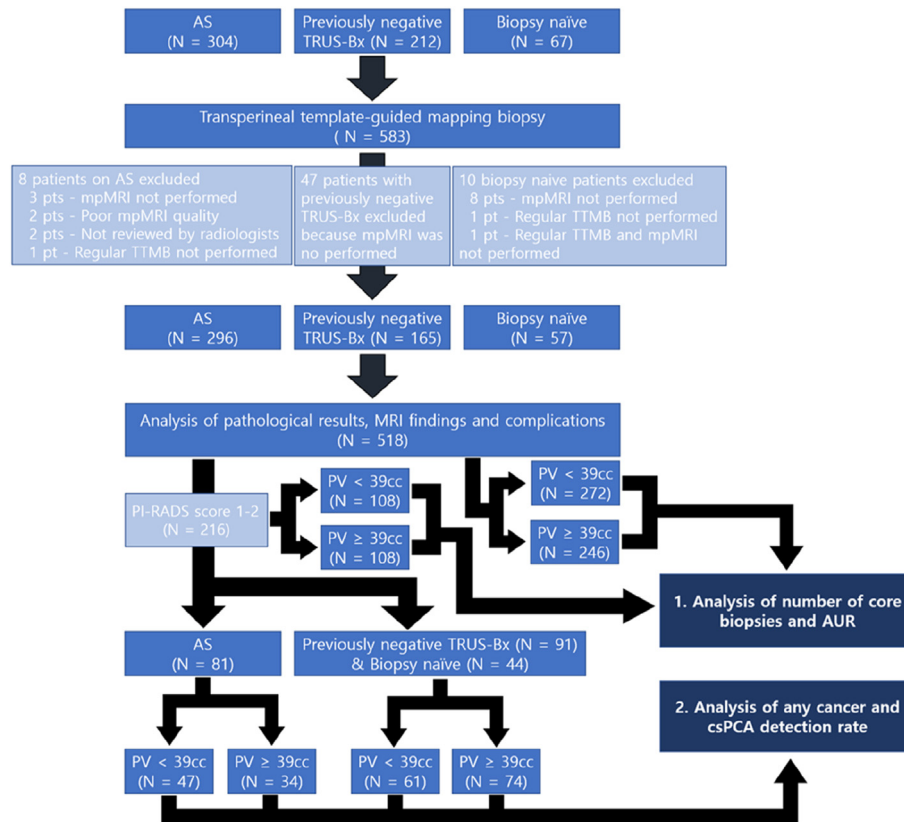 AS
(N = 304)
Previously negative
TRUS-Bx (N = 212)
Biopsy naïve
(N = 67)
Transperineal template-guided mapping biopsy
( N = 583)
8 patients on AS excluded
3 pts - mpMRI not performed
2 pts - Poor mpMRI quality
2 pts - Not reviewed by radiologists
1 pt - Regular TTMB not performed
47 patients with
previously negative
TRUS-Bx excluded
because mpMRI was
no performed
10 biopsy naive patients excluded
8 pts - mpMRI not performed
1 pt - Regular TTMB not performed
1 pt - Regular TTMB and mpMRI
not performed
AS
(N = 296)
Previously negative
TRUS-Bx (N = 165)
Biopsy naïve
(N = 57)
Analysis of pathological results, MRI findings and complications
(N = 518)
PI-RADS score 1-2
(N = 216)
PV < 39cc
(N = 108)
PV ≥ 39cc
(N = 108)
PV < 39cc
(N = 272)
PV ≥ 39cc
(N = 246)
1. Analysis of number of core
biopsies and AUR
AS
(N = 81)
Previously negative TRUS-Bx (N = 91)
& Biopsy naïve (N = 44)
2. Analysis of any cancer and
csPCA detection rate
PV < 39cc
(N = 47)
PV ≥ 39cc
(N = 34)
PV < 39cc
(N = 61)
PV ≥ 39cc
(N = 74)